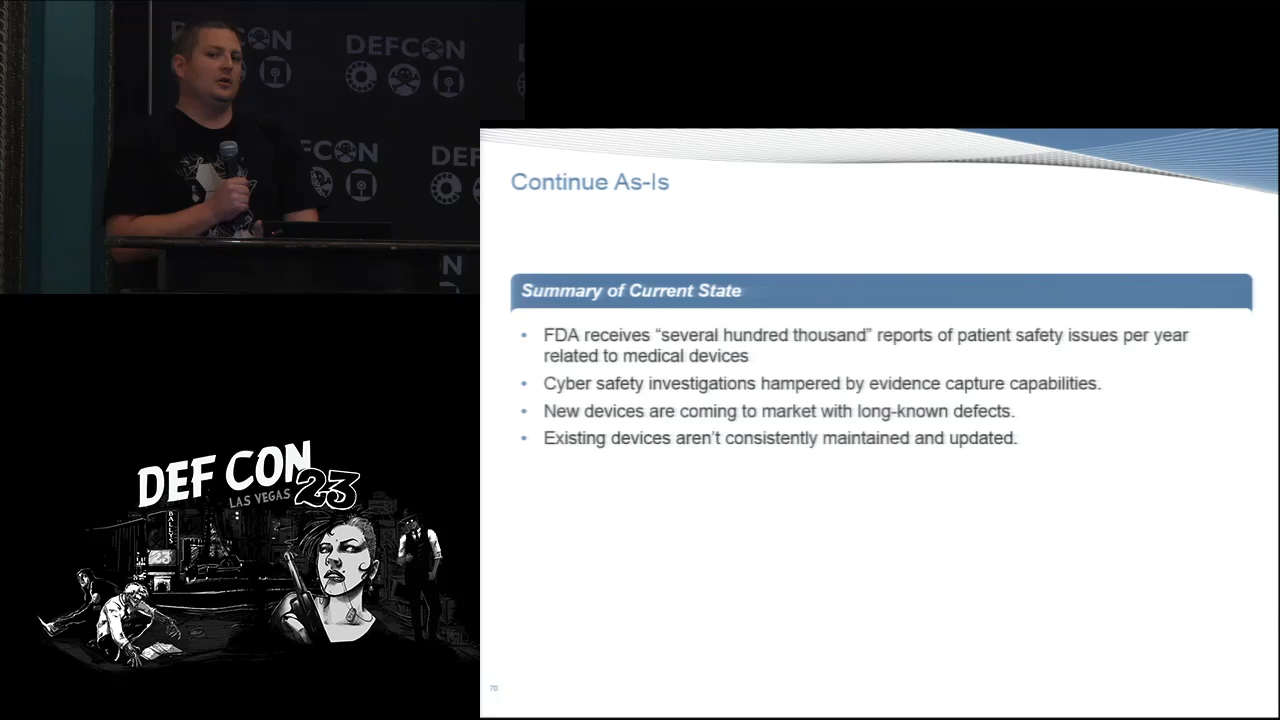 DEFCON
DEFCON
Continue As-Is
Summary of Current State
• FDA receives “several hundred thousand” reports of patient safety issues per year
related to medical devices
• Cyber safety investigations hampered by evidence capture capabilities.
• New devices are coming to market with long-known defects.
• Existing devices aren’t consistently maintained and updated.
70
DEF CON
23
LAS VEGAS
BALLYS